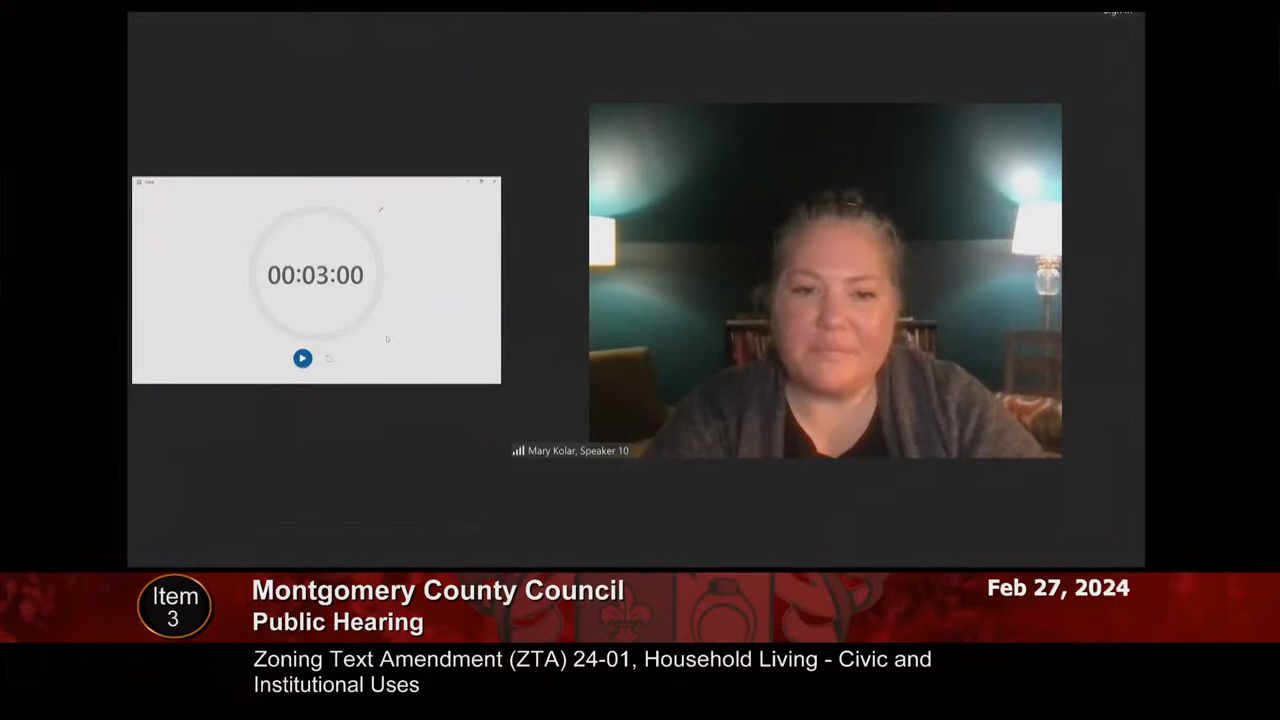 00:03:00
Mary Kolar, Speaker 10
Item
3
Montgomery County Council
Public Hearing
Feb 27, 2024
Zoning Text Amendment (ZTA) 24-01, Household Living - Civic and
Institutional Uses